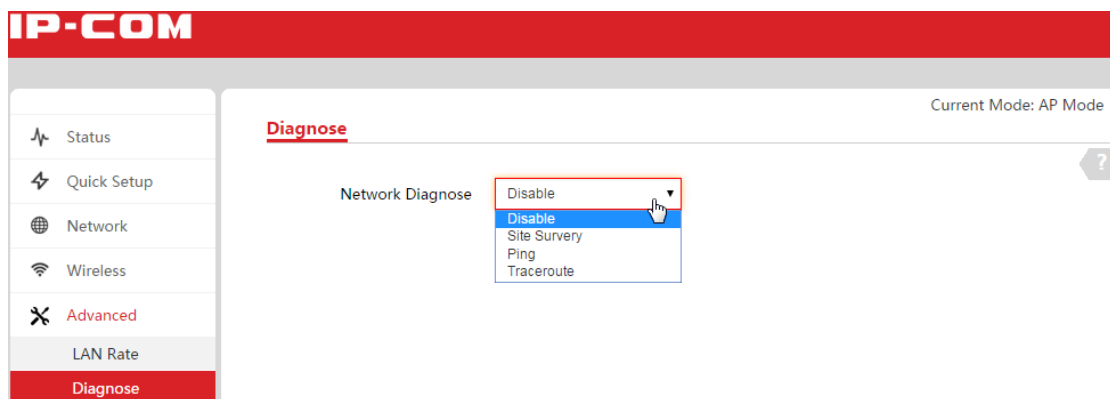 IP-COM
Current Mode: AP Mode
Status
Quick Setup
Network
Wireless
Advanced
LAN Rate
Diagnose
Diagnose
?
Network Diagnose
Disable
Disable
Site Survery
Ping
Traceroute